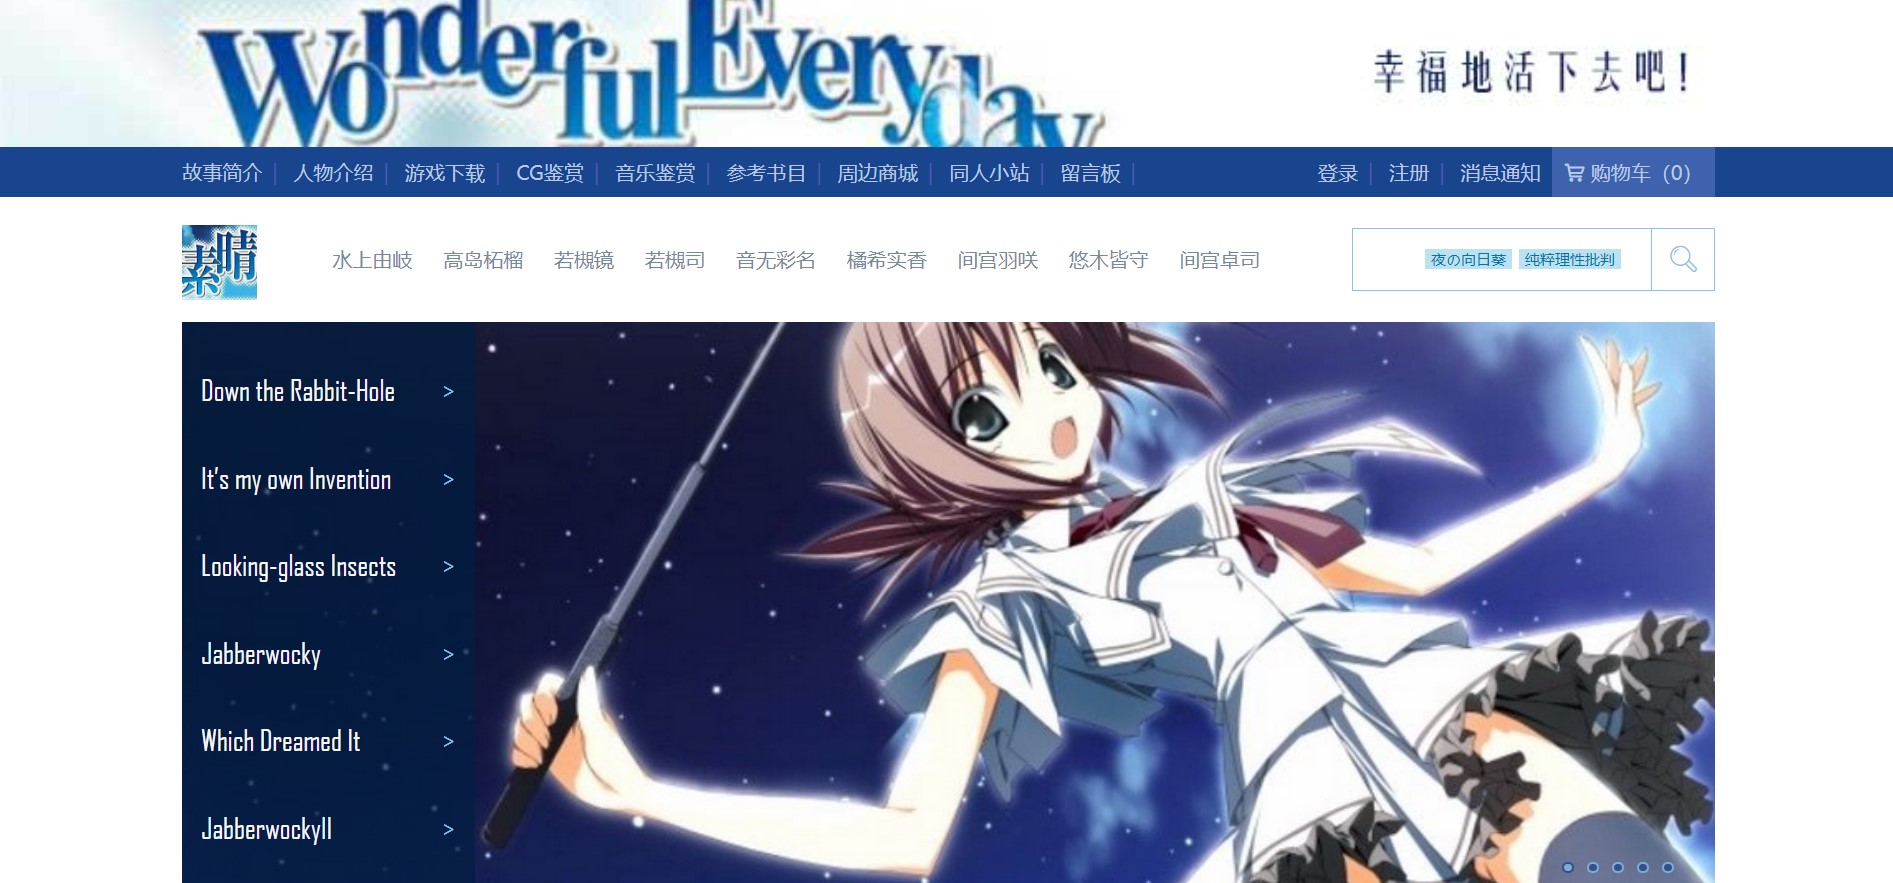 Wonderful Everyday
幸福地活下去吧！
故事简介 人物介绍 游戏下载 CG鉴赏 音乐鉴赏 参考书目 周边商城 同人小站 留言板 登录 注册 消息通知 购物车（0）
素晴
水上由岐 高岛柘榴 若槻镜 若槻司 音无彩名 橘希实香 间宫羽咲 悠木皆守 间宫卓司 夜の向日葵 纯粹理性批判
Down the Rabbit-Hole >
It's my own Invention >
Looking-glass Insects >
Jabberwocky >
Which Dreamed It >
JabberwockyII >